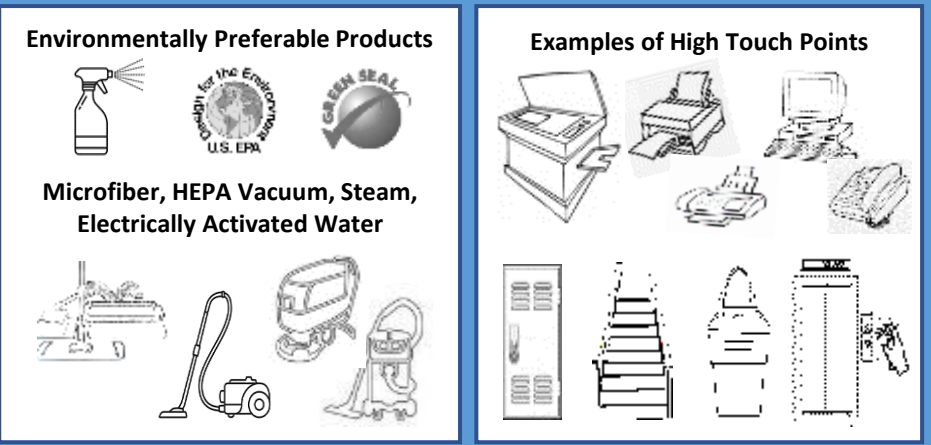 Environmentally Preferable Products
Design for the Environment
U.S. EPA
GREEN SEAL
Microfiber, HEPA Vacuum, Steam,
Electrically Activated Water
Examples of High Touch Points